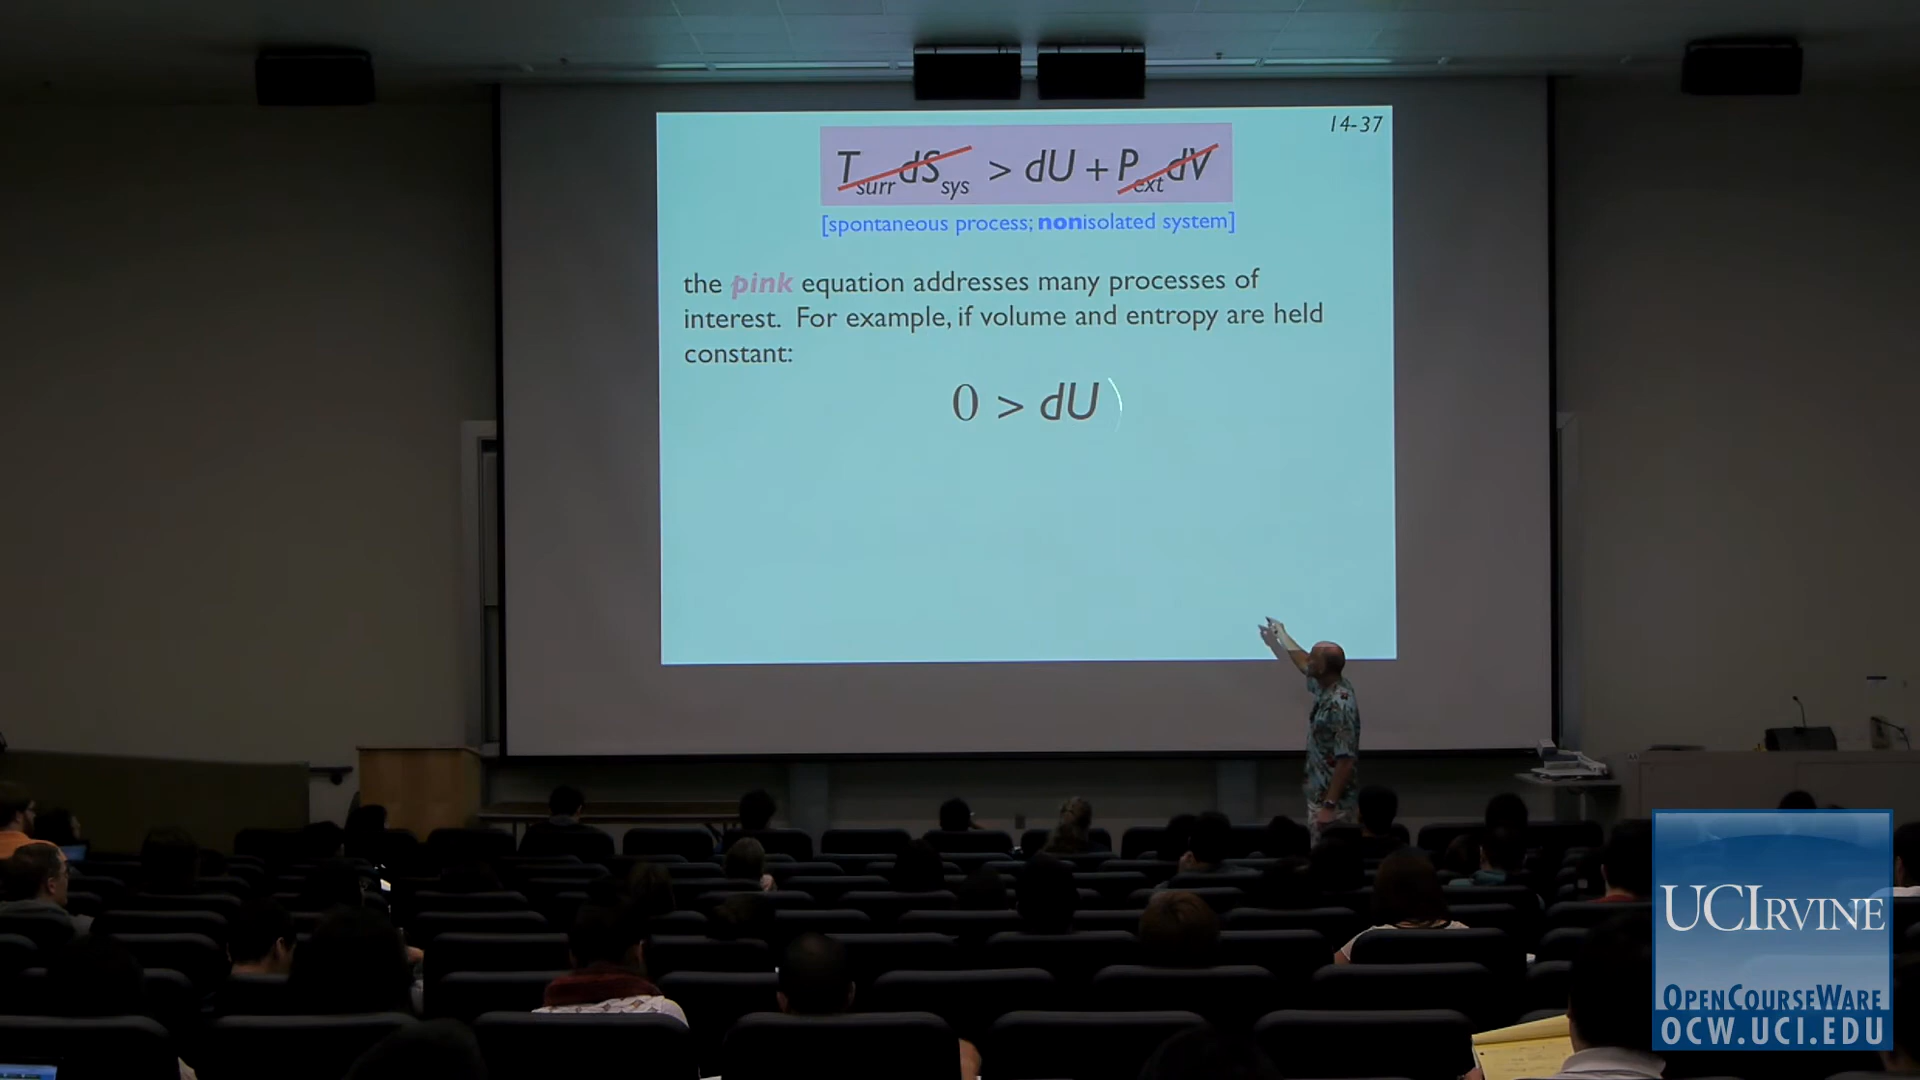 14-37
T_surr dS_sys > dU + P_ext dV
[spontaneous process; nonisolated system]
the pink equation addresses many processes of
interest. For example, if volume and entropy are held
constant:
0 > dU )
UCIRVINE
OPENCOURSEWARE
OCW.UCI.EDU